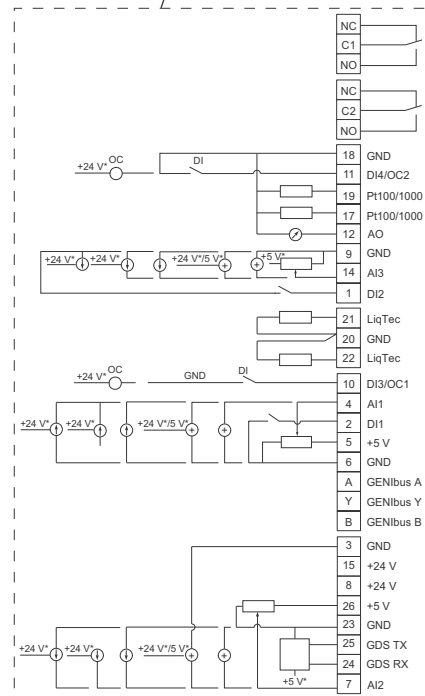 NC
C1
NO
NC
C2
NO
18 GND
+24 V* OC DI 11 DI4/OC2
19 Pt100/1000
17 Pt100/1000
12 AO
9 GND
+24 V* +24 V* +24 V*/5 V* +5 V*
14 AI3
1 DI2
21 LiqTec
20 GND
22 LiqTec
+24 V* OC GND DI 10 DI3/OC1
4 AI1
+24 V* +24 V* +24 V*/5 V* 2 DI1
5 +5 V
6 GND
A GENIbus A
Y GENIbus Y
B GENIbus B
3 GND
15 +24 V
8 +24 V
26 +5 V
23 GND
25 GDS TX
+24 V* +24 V* +24 V*/5 V* 24 GDS RX
+5 V* 7 AI2